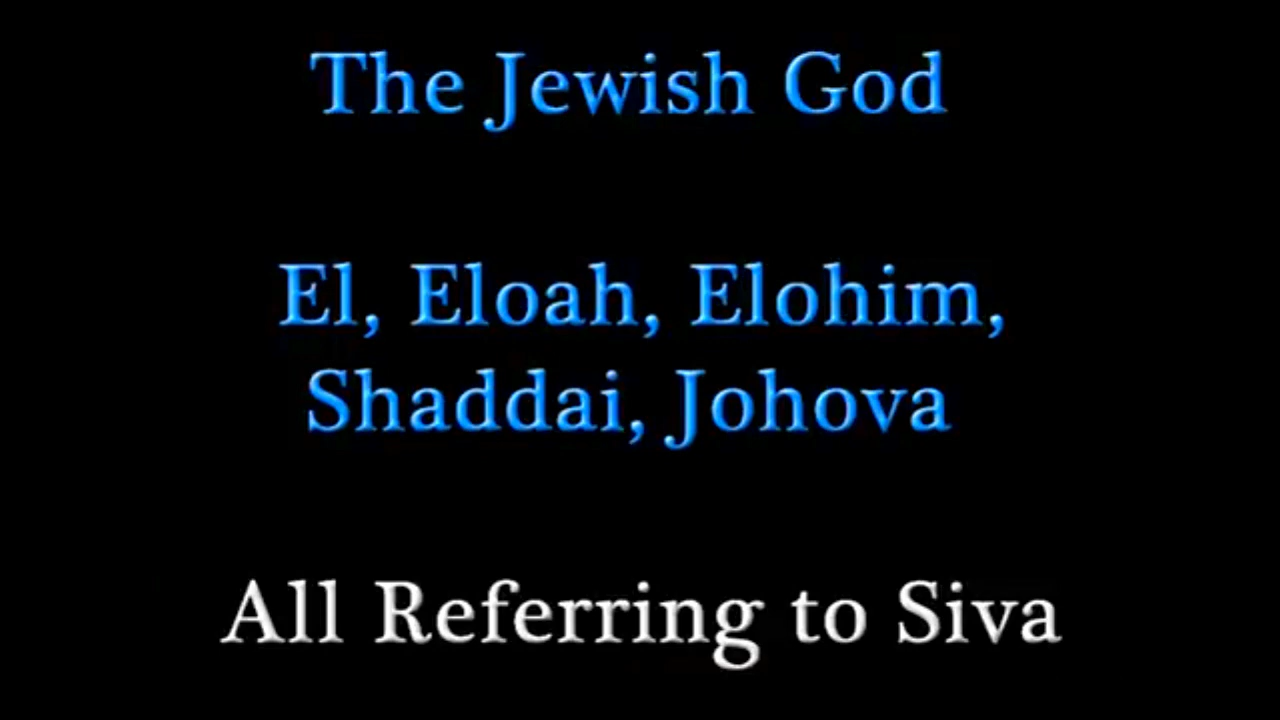 The Jewish God
El, Eloah, Elohim,
Shaddai, Johova
All Referring to Siva